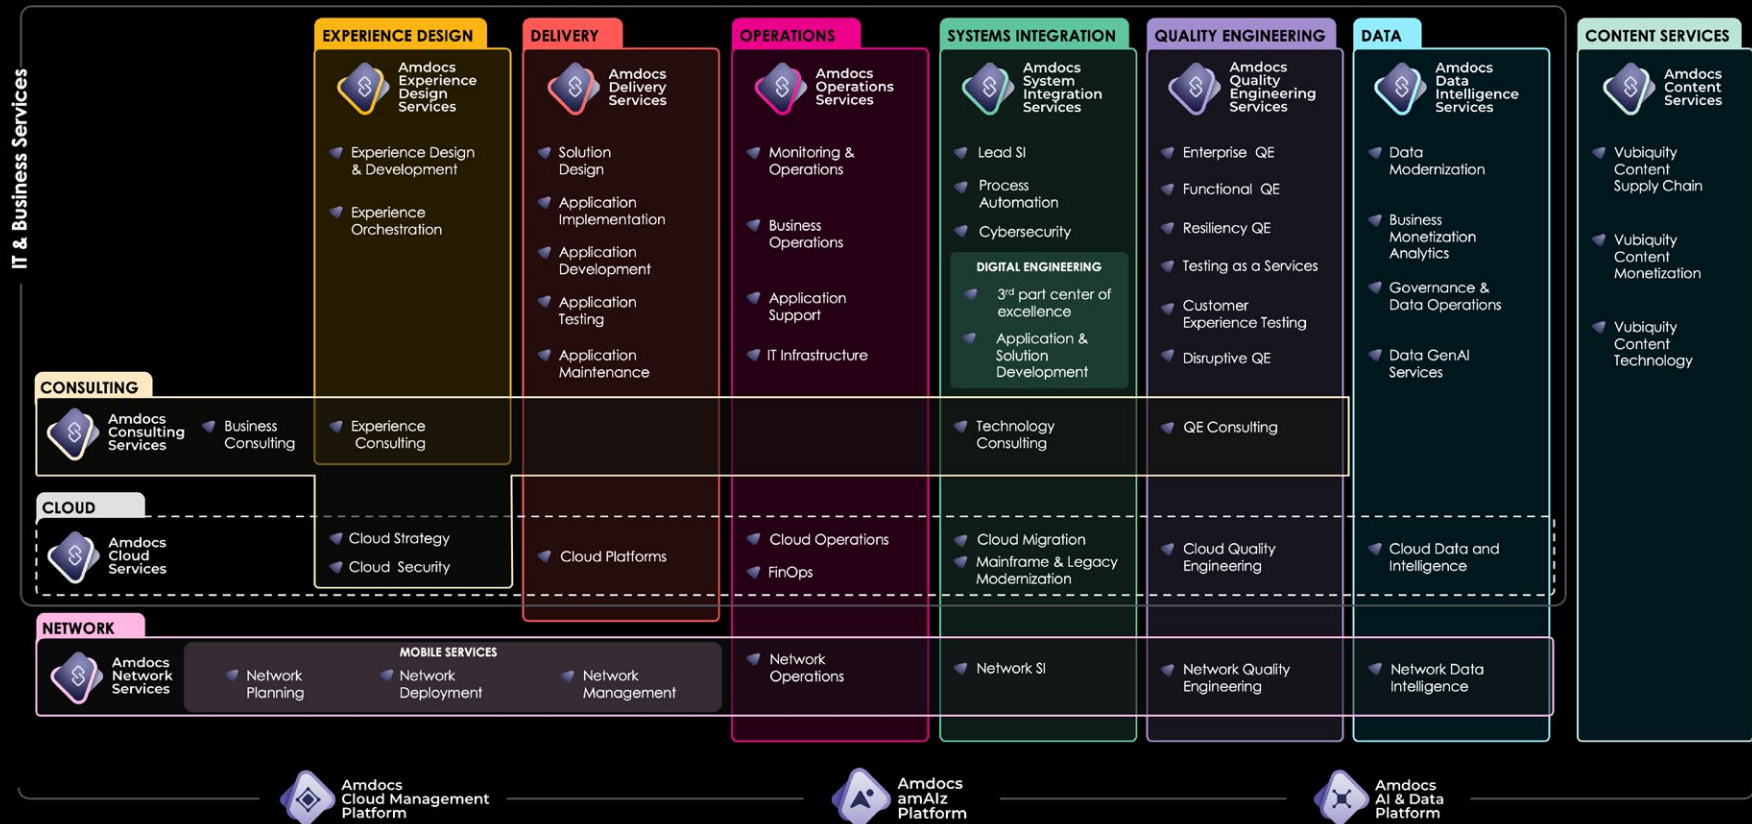 IT & Business Services
EXPERIENCE DESIGN
Amdocs
Experience
Design
Services
Experience Design
& Development
Experience
Orchestration
DELIVERY
Amdocs
Delivery
Services
Solution
Design
Application
Implementation
Application
Development
Application
Testing
Application
Maintenance
OPERATIONS
Amdocs
Operations
Services
Monitoring &
Operations
Business
Operations
Application
Support
IT Infrastructure
SYSTEMS INTEGRATION
Amdocs
System
Integration
Services
Lead SI
Process
Automation
Cybersecurity
DIGITAL ENGINEERING
3rd part center of
excellence
Application &
Solution
Development
QUALITY ENGINEERING
Amdocs
Quality
Engineering
Services
Enterprise QE
Functional QE
Resiliency QE
Testing as a Services
Customer
Experience Testing
Disruptive QE
DATA
Amdocs
Data
Intelligence
Services
Data
Modernization
Business
Monetization
Analytics
Governance &
Data Operations
Data GenAI
Services
CONTENT SERVICES
Amdocs
Content
Services
Vubiquity
Content
Supply Chain
Vubiquity
Content
Monetization
Vubiquity
Content
Technology
CONSULTING
Amdocs
Consulting
Services
Business
Consulting
Experience
Consulting
Technology
Consulting
QE Consulting
CLOUD
Amdocs
Cloud
Services
Cloud Strategy
Cloud Security
Cloud Platforms
Cloud Operations
FinOps
Cloud Migration
Mainframe & Legacy
Modernization
Cloud Quality
Engineering
Cloud Data and
Intelligence
NETWORK
Amdocs
Network
Services
MOBILE SERVICES
Network
Planning
Network
Deployment
Network
Management
Network
Operations
Network SI
Network Quality
Engineering
Network Data
Intelligence
Amdocs
Cloud Management
Platform
Amdocs
amAIz
Platform
Amdocs
AI & Data
Platform